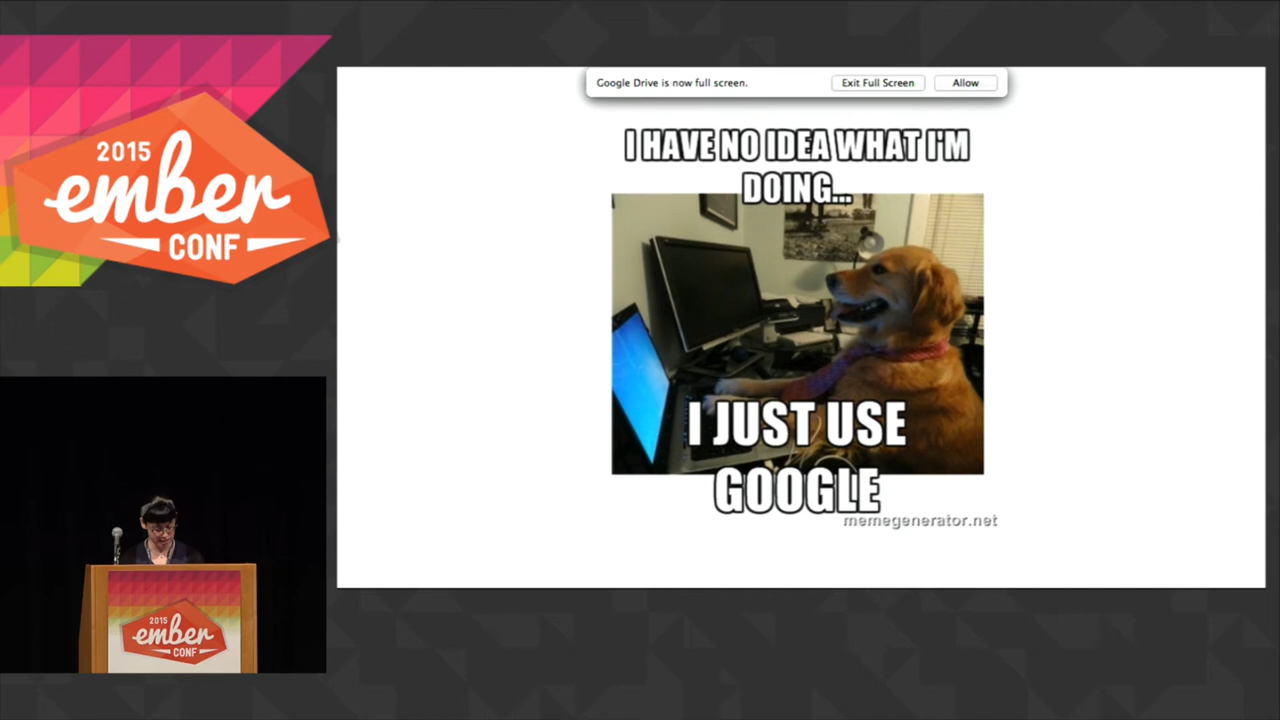 2015
ember
CONF
Google Drive is now full screen.
Exit Full Screen
Allow
I HAVE NO IDEA WHAT I'M
DOING...
I JUST USE
GOOGLE
memegenerator.net
2015
ember
CONF